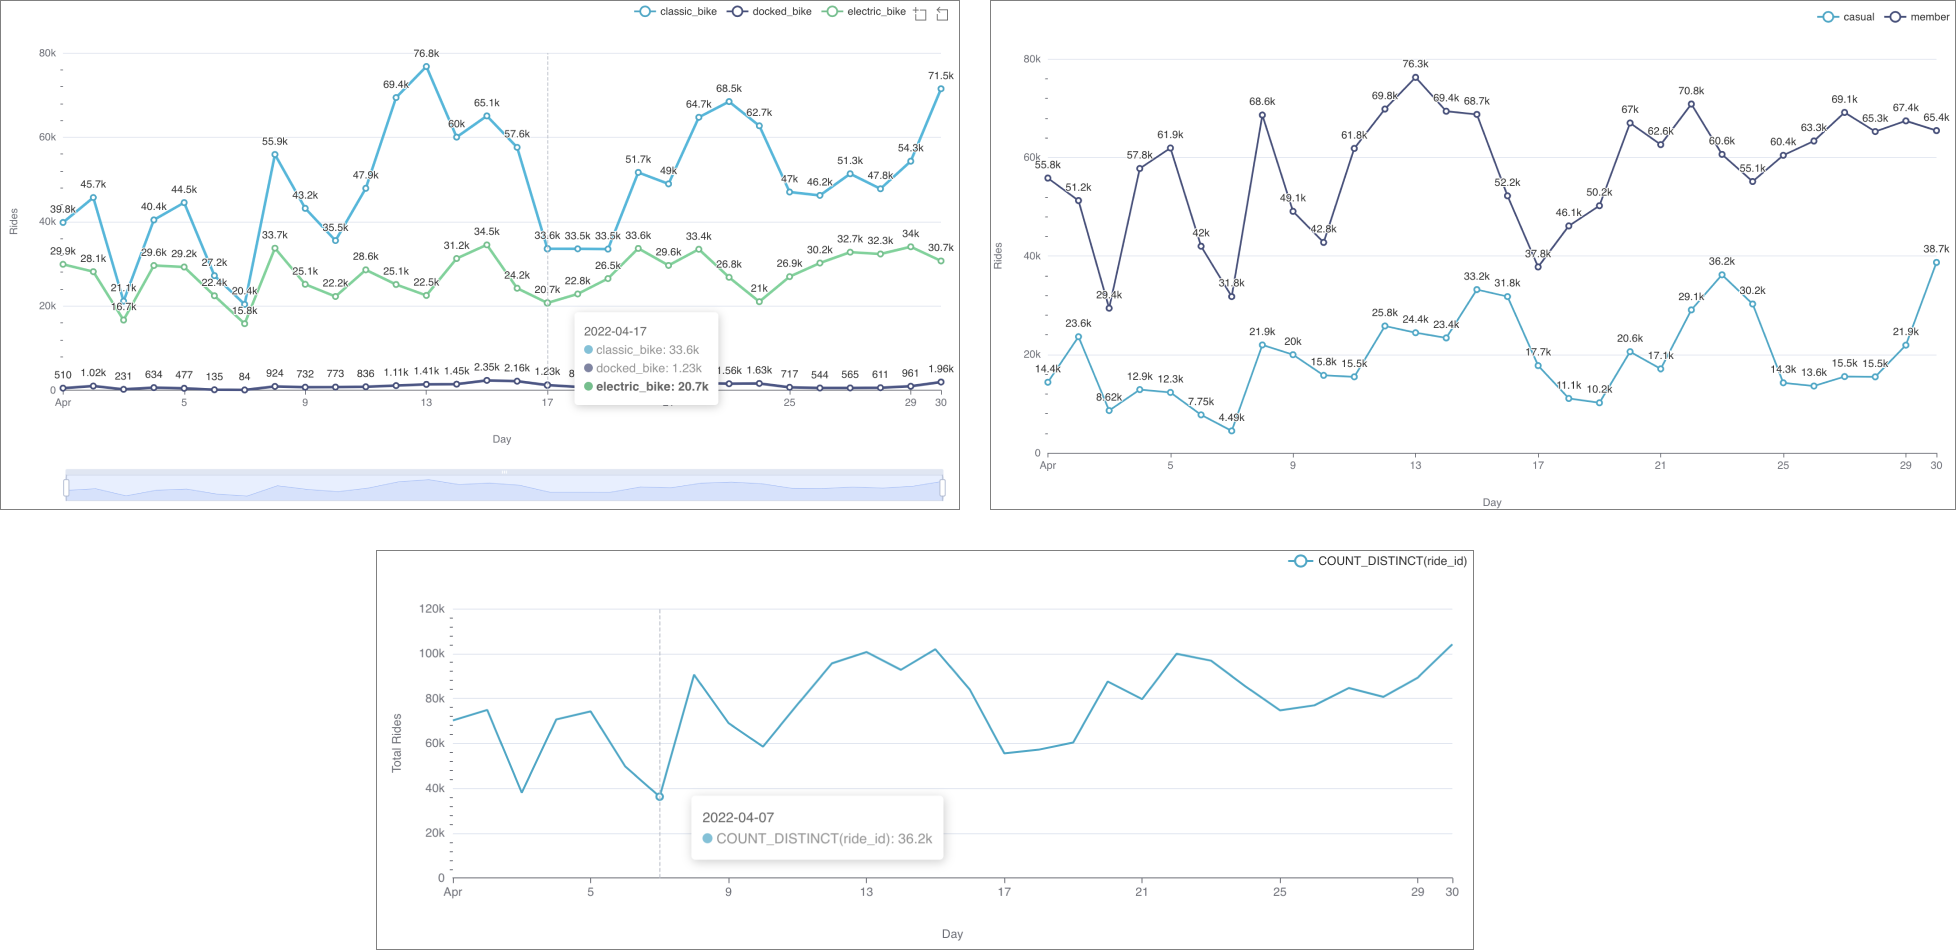 classic_bike docked_bike electric_bike
80k
60k
40k
20k
0
Rides
39.8k 45.7k 21.1k 40.4k 44.5k 27.2k 20.4k 55.9k 43.2k 35.5k 47.9k 69.4k 76.8k 60k 65.1k 57.6k 33.6k 33.5k 33.5k 51.7k 49k 64.7k 68.5k 62.7k 47k 46.2k 51.3k 47.8k 54.3k 71.5k
29.9k 28.1k 16.7k 29.6k 29.2k 22.4k 15.8k 33.7k 25.1k 22.2k 28.6k 25.1k 22.5k 31.2k 34.5k 24.2k 20.7k 22.8k 26.5k 33.6k 29.6k 33.4k 26.8k 21k 26.9k 30.2k 32.7k 32.3k 34k 30.7k
510 1.02k 231 634 477 135 84 924 732 773 836 1.11k 1.41k 1.45k 2.35k 2.16k 1.23k 1.56k 1.63k 717 544 565 611 961 1.96k
2022-04-17
classic_bike: 33.6k
docked_bike: 1.23k
electric_bike: 20.7k
Apr 5 9 13 17 25 29 30
Day
casual member
80k
60k
40k
20k
0
Rides
55.8k 51.2k 29.4k 57.8k 61.9k 42k 31.8k 68.6k 49.1k 42.8k 61.8k 69.8k 76.3k 69.4k 68.7k 52.2k 37.8k 46.1k 50.2k 67k 62.6k 70.8k 60.6k 55.1k 60.4k 63.3k 69.1k 65.3k 67.4k 65.4k
14.4k 23.6k 8.62k 12.9k 12.3k 7.75k 4.49k 21.9k 20k 15.8k 15.5k 25.8k 24.4k 23.4k 33.2k 31.8k 17.7k 11.1k 10.2k 20.6k 17.1k 29.1k 36.2k 30.2k 14.3k 13.6k 15.5k 15.5k 21.9k 38.7k
Apr 5 9 13 17 21 25 29 30
Day
COUNT_DISTINCT(ride_id)
120k
100k
80k
60k
40k
20k
0
Total Rides
2022-04-07
COUNT_DISTINCT(ride_id): 36.2k
Apr 5 9 13 17 21 25 29 30
Day